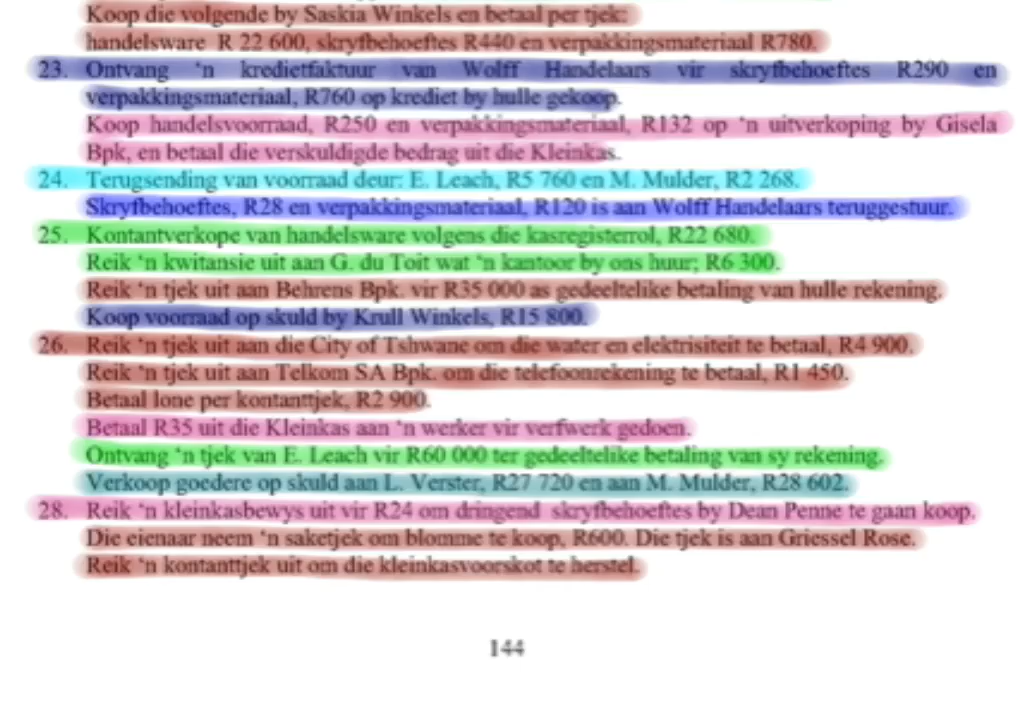 Koop die volgende by Saskia Winkels en betaal per tjek:
handelsware R 22 600, skryfbehoeftes R440 en verpakkingsmateriaal R780.
23. Ontvang 'n kredietfaktuur van Wolff Handelaars vir skryfbehoeftes R290 en
verpakkingsmateriaal, R760 op krediet by hulle gekoop.
Koop handelsvoorraad, R250 en verpakkingsmateriaal, R132 op 'n uitverkoping by Gisela
Bpk, en betaal die verskuldigde bedrag uit die Kleinkas.
24. Terugsending van voorraad deur: E. Leach, R5 760 en M. Mulder, R2 268.
Skryfbehoeftes, R28 en verpakkingsmateriaal, R120 is aan Wolff Handelaars teruggestuur.
25. Kontantverkope van handelsware volgens die kasregisterrol, R22 680.
Reik 'n kwitansie uit aan G. du Toit wat 'n kantoor by ons huur, R6 300.
Reik 'n tjek uit aan Behrens Bpk. vir R35 000 as gedeeltelike betaling van hulle rekening.
Koop voorraad op skuld by Krull Winkels, R15 800.
26. Reik 'n tjek uit aan die City of Tshwane om die water en elektrisiteit te betaal, R4 900.
Reik 'n tjek uit aan Telkom SA Bpk. om die telefoonrekening te betaal, R1 450.
Betaal lone per kontanttjek, R2 900.
Betaal R35 uit die Kleinkas aan 'n werker vir verfwerk gedoen.
Ontvang 'n tjek van E. Leach vir R60 000 ter gedeeltelike betaling van sy rekening.
Verkoop goedere op skuld aan L. Verster, R27 720 en aan M. Mulder, R28 602.
28. Reik 'n kleinkasbewys uit vir R24 om dringend skryfbehoeftes by Dean Penne te gaan koop.
Die eienaar neem 'n saketjek om blomme te koop, R600. Die tjek is aan Griessel Rose.
Reik 'n kontanttjek uit om die kleinkasvoorskot te herstel.
144